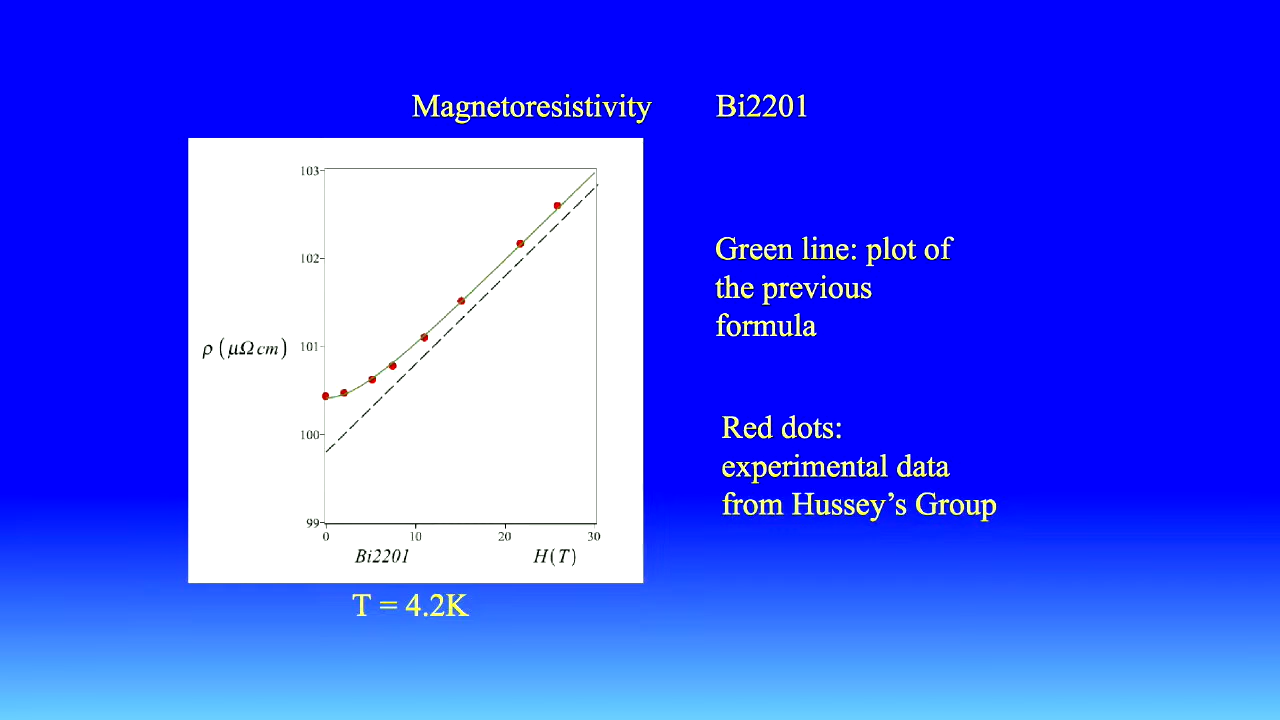 Magnetoresistivity Bi2201
103
102
ρ (μΩ cm) 101
100
99
0 10 20 30
Bi2201 H(T)
T = 4.2K
Green line: plot of
the previous
formula
Red dots:
experimental data
from Hussey’s Group